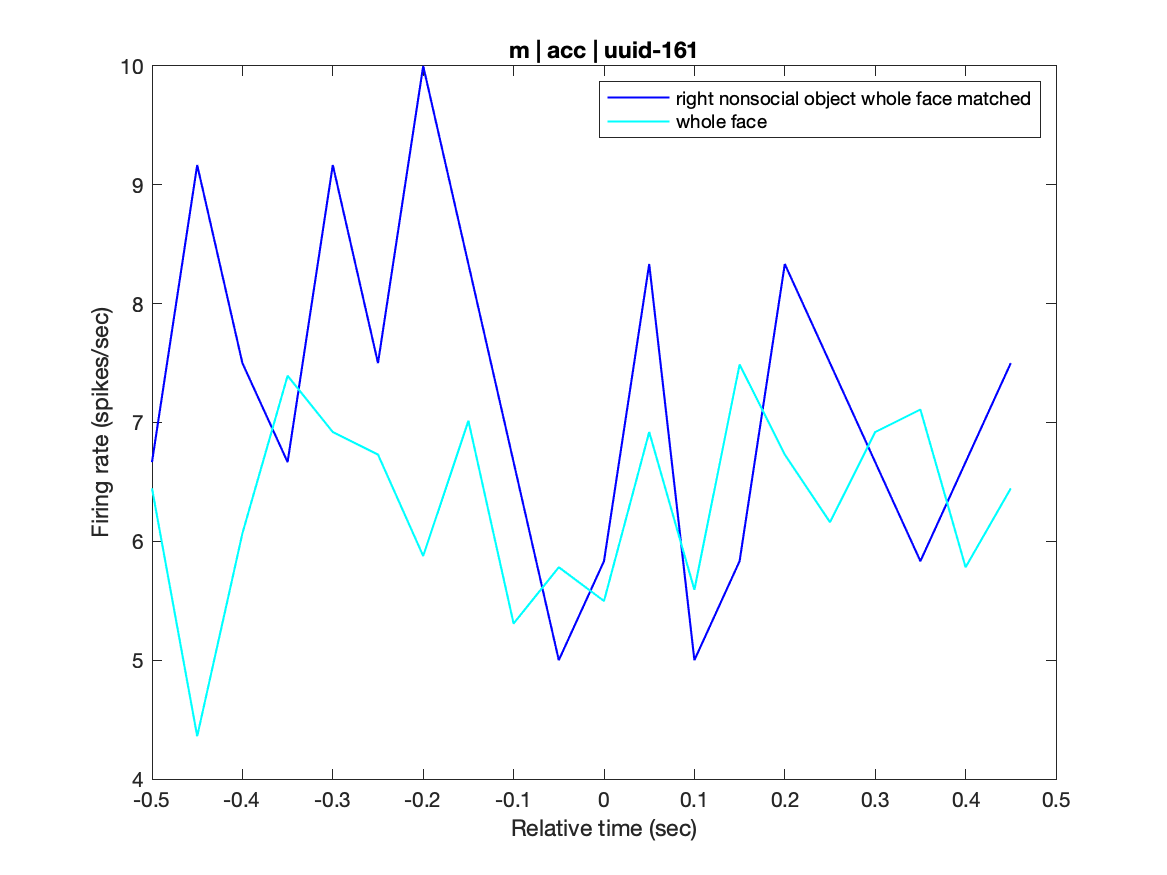 m | acc | uuid-161
right nonsocial object whole face matched
whole face
10
9
8
7
6
5
4
Firing rate (spikes/sec)
-0.5 -0.4 -0.3 -0.2 -0.1 0 0.1 0.2 0.3 0.4 0.5
Relative time (sec)